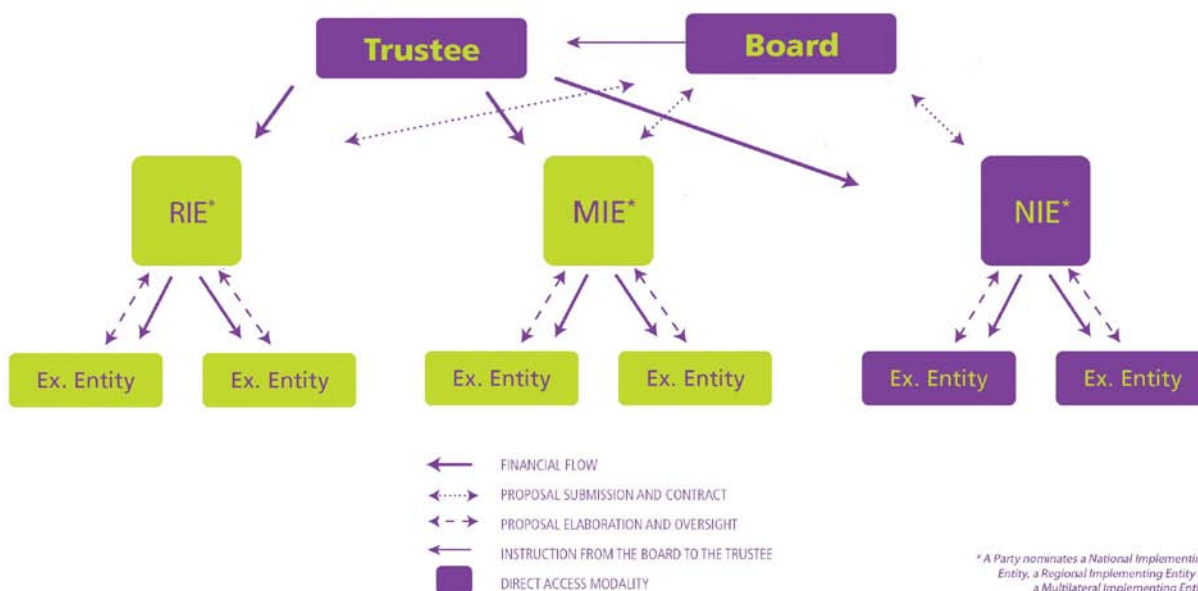 Trustee
Board
RIE*
MIE*
NIE*
Ex. Entity
Ex. Entity
Ex. Entity
Ex. Entity
Ex. Entity
Ex. Entity
FINANCIAL FLOW
PROPOSAL SUBMISSION AND CONTRACT
PROPOSAL ELABORATION AND OVERSIGHT
INSTRUCTION FROM THE BOARD TO THE TRUSTEE
DIRECT ACCESS MODALITY
* A Party nominates a National
Entity, a Regional Implementing Entity
a Multilateral Implementing